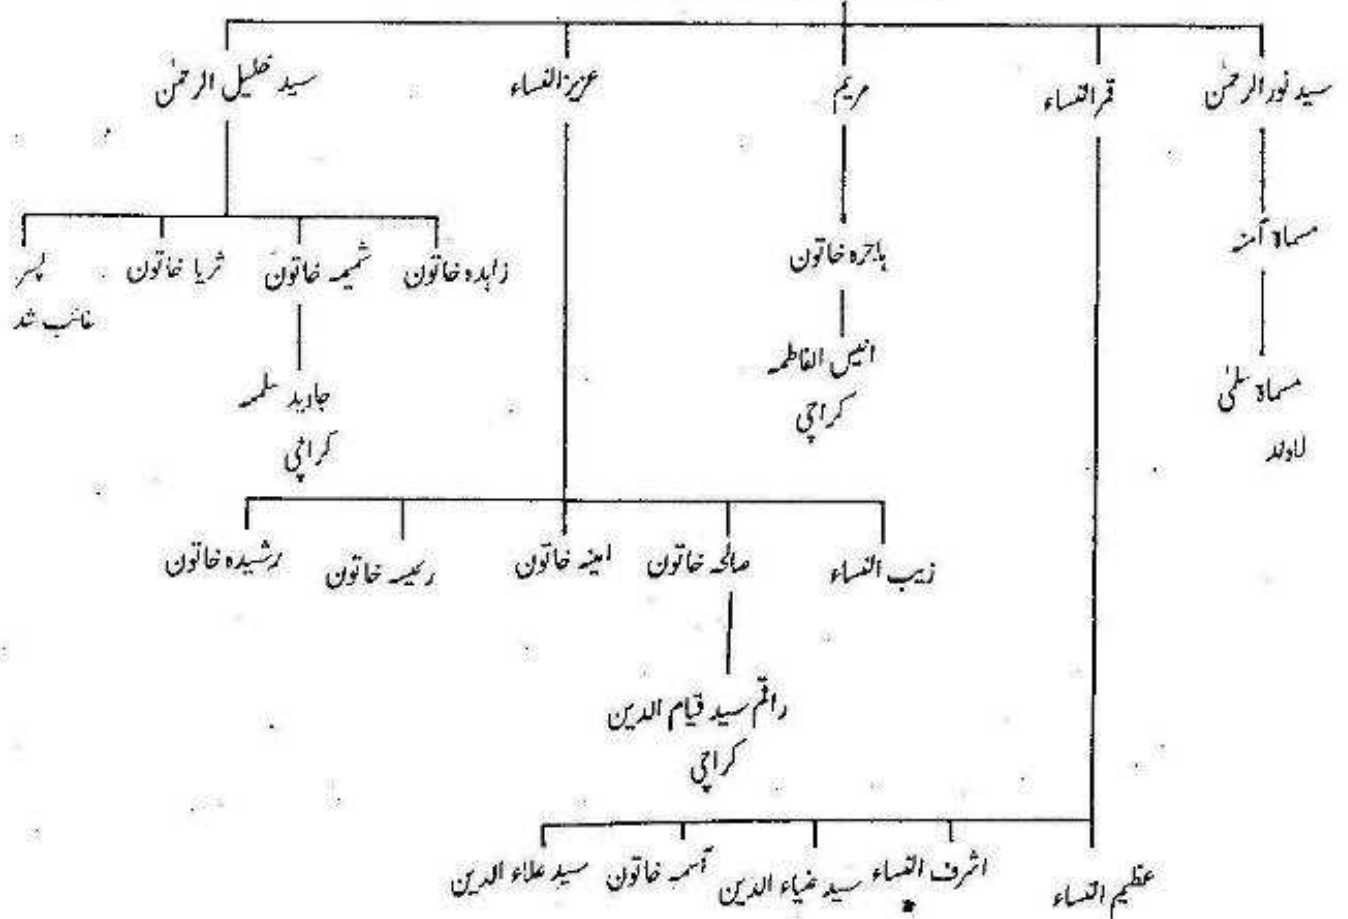 سید نور الرحمٰن
قمر النساء
مریم
عزیز النساء
سید خلیل الرحمٰن
مسماۃ آمنہ
ہاجرہ خاتون
زاہدہ خاتون
شمیمہ خاتون
ثریا خاتون
پسر
غائب شد
مسماۃ سلمیٰ
لاولد
انیس الفاطمہ
کراچی
جاوید سلمہ
کراچی
زیب النساء
صالحہ خاتون
امینہ خاتون
رئیسہ خاتون
رشیدہ خاتون
راقم سید قیام الدین
کراچی
عظیم النساء
اشرف النساء
سید ضیاء الدین
آسیہ خاتون
سید علاء الدین